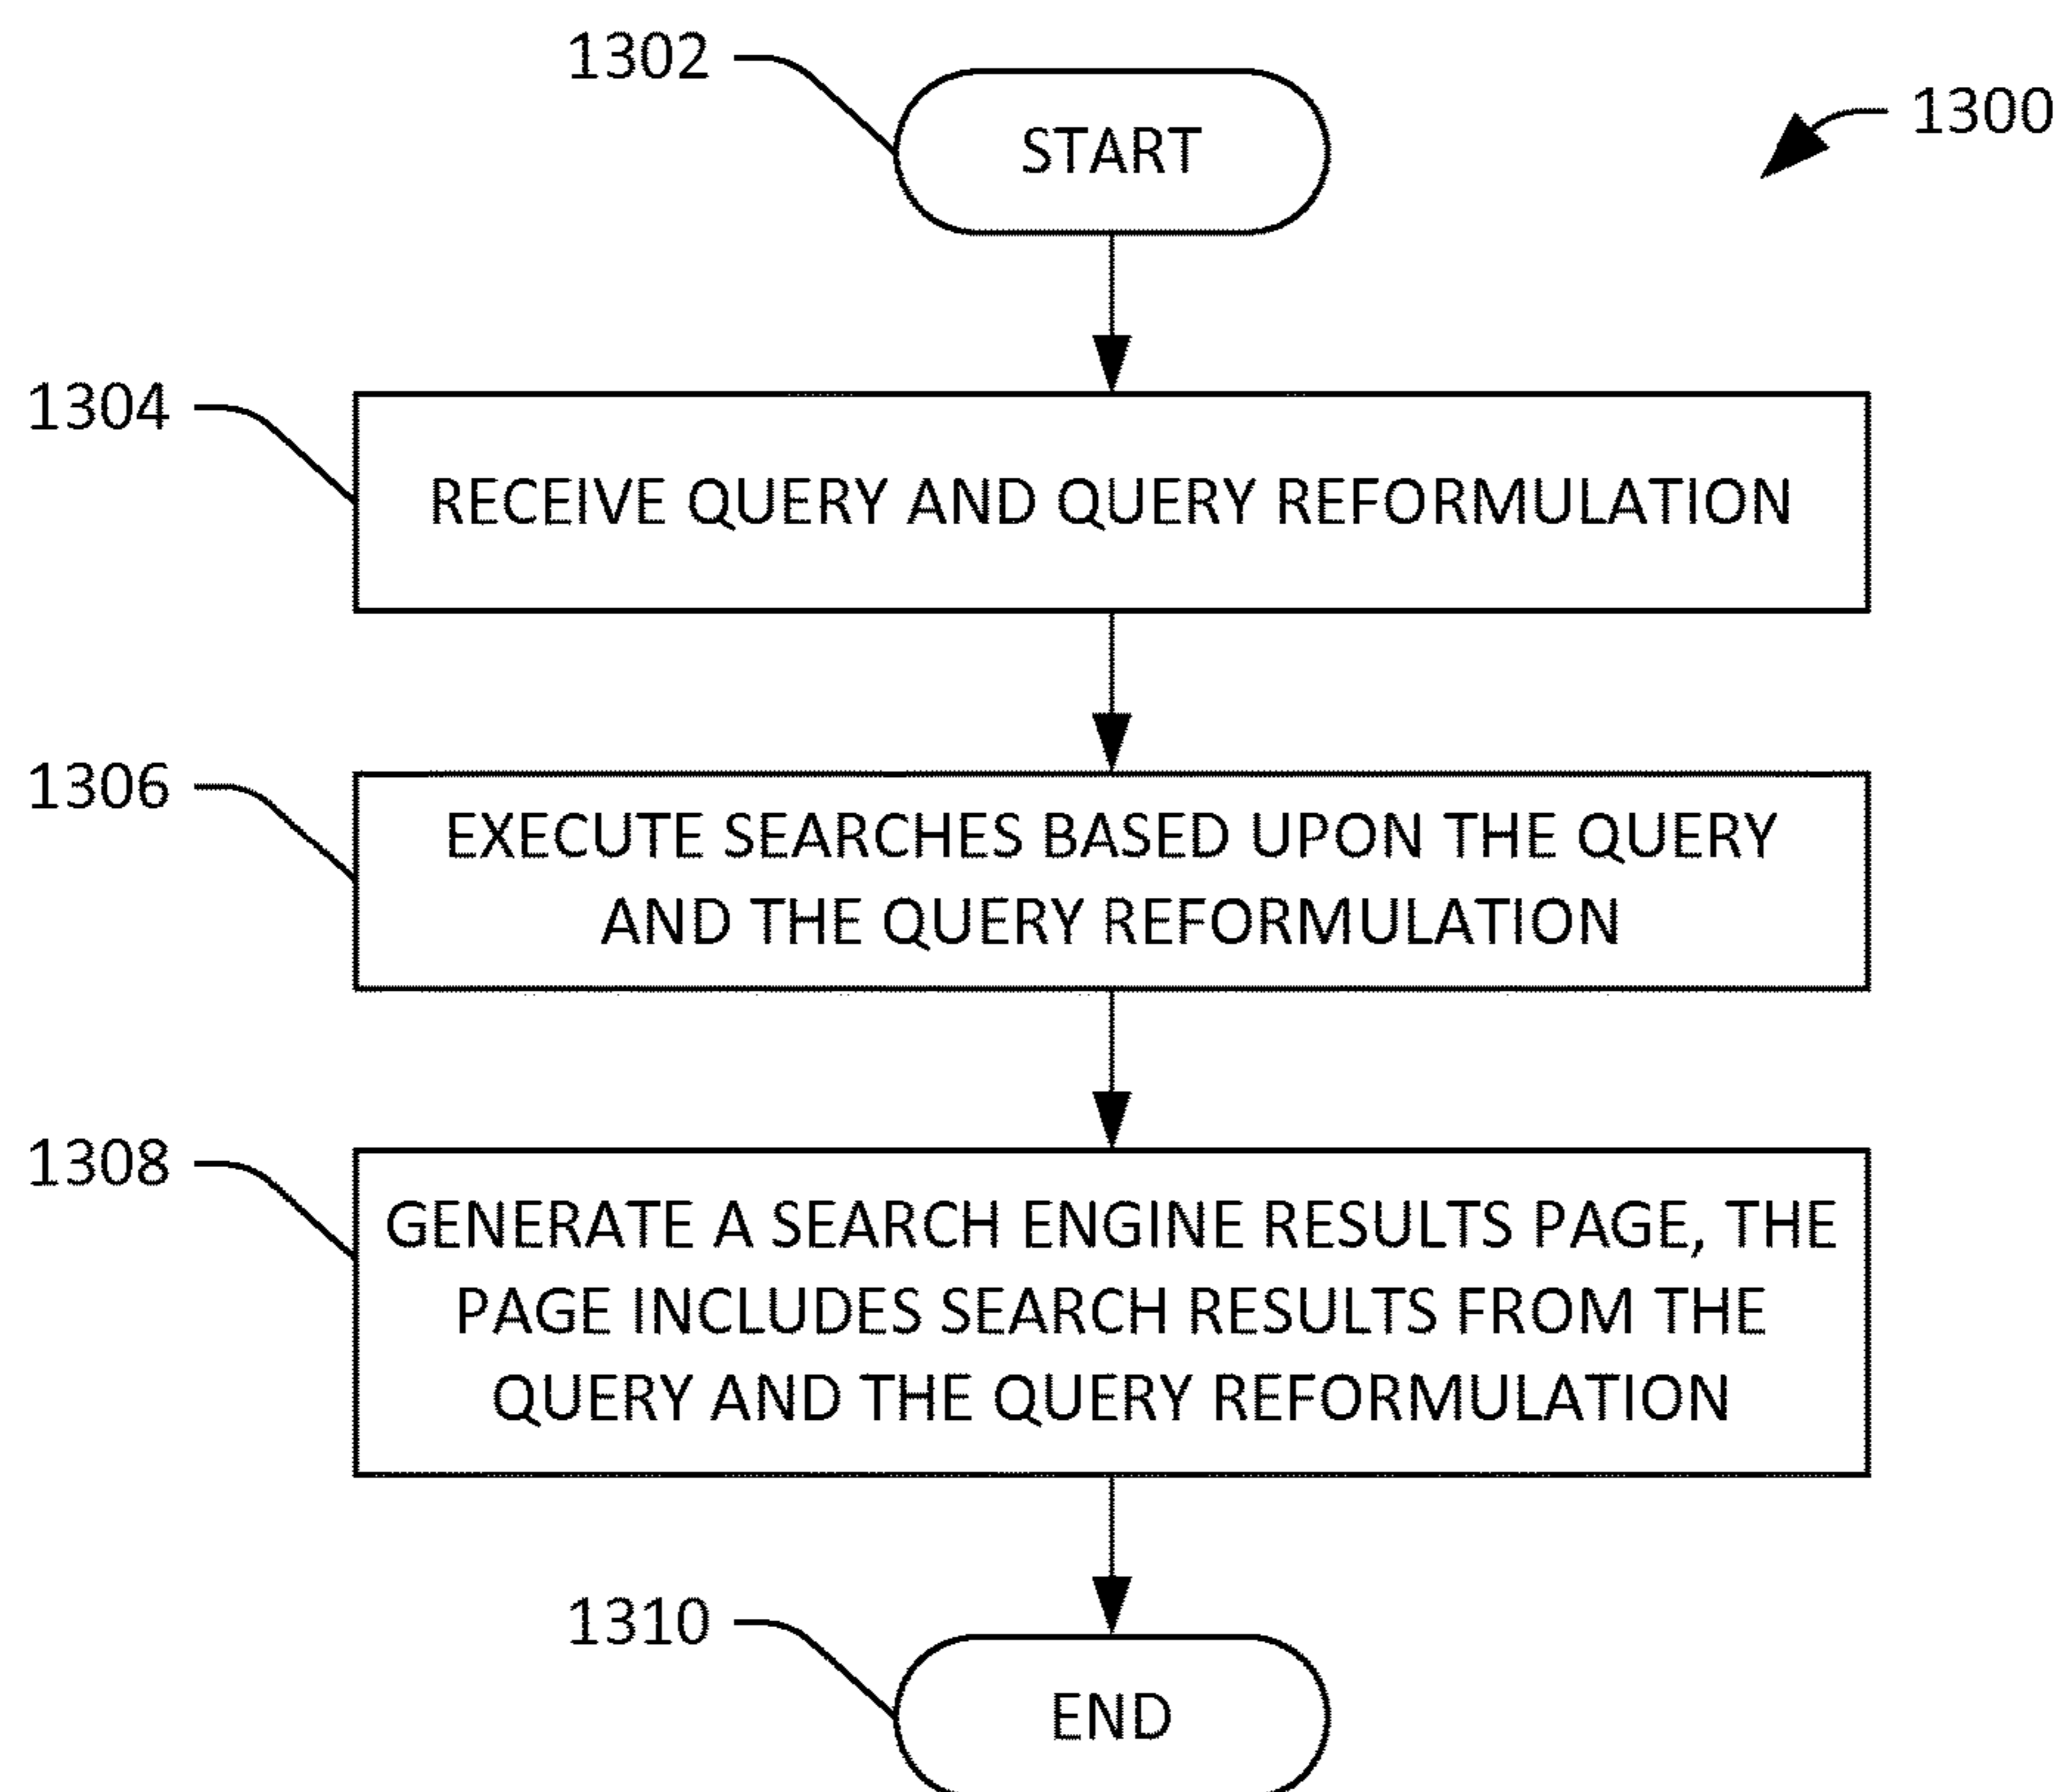 1302
START
1300
1304
RECEIVE QUERY AND QUERY REFORMULATION
1306
EXECUTE SEARCHES BASED UPON THE QUERY
AND THE QUERY REFORMULATION
1308
GENERATE A SEARCH ENGINE RESULTS PAGE, THE
PAGE INCLUDES SEARCH RESULTS FROM THE
QUERY AND THE QUERY REFORMULATION
1310
END